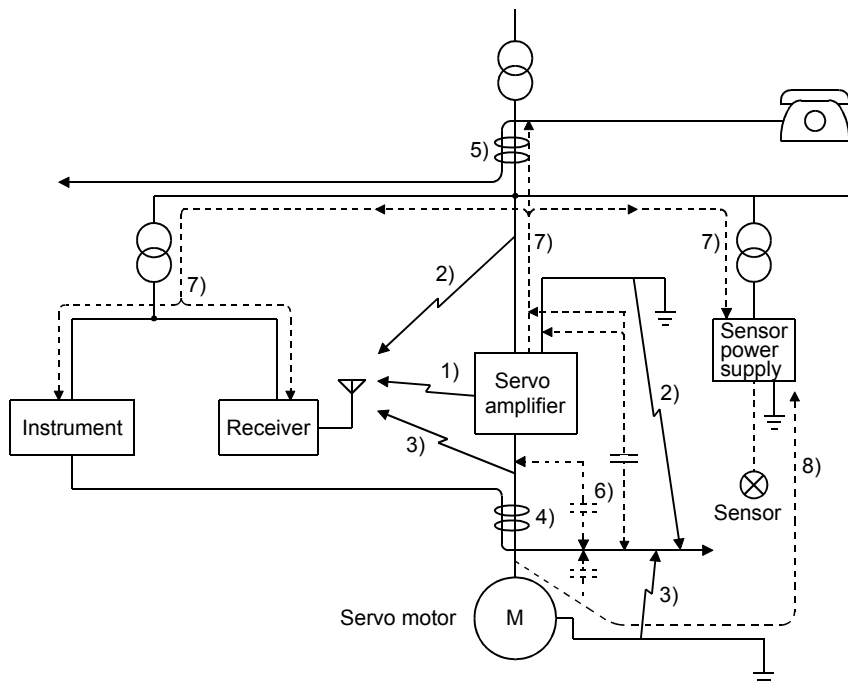 5)
7)
2)
7)
7)
Sensor
power
supply
1)
Servo
amplifier
2)
Instrument
Receiver
3)
6)
8)
4)
Sensor
3)
Servo motor
M